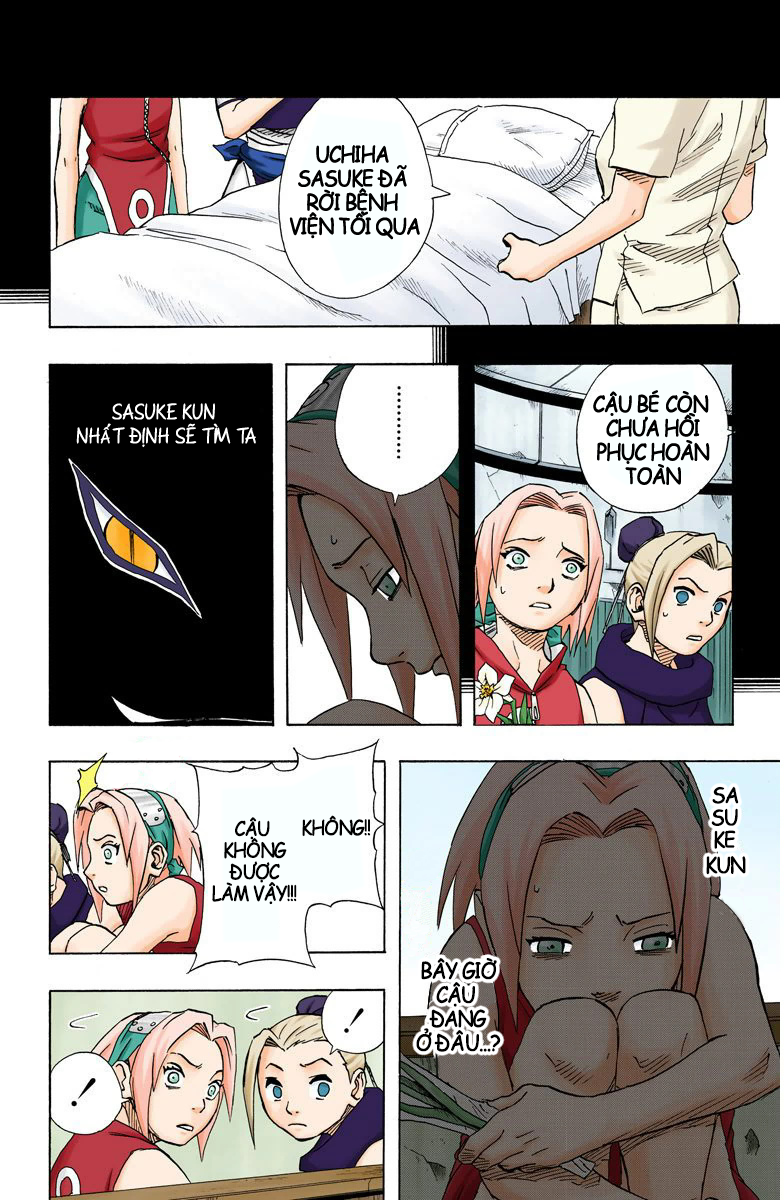 UCHIHA
SASUKE ĐÃ
RỜI BỆNH
VIỆN TỐI QUA
CẬU BÉ CÒN
CHƯA HỒI
PHỤC HOÀN
TOÀN
.........
SASUKE KUN
NHẤT ĐỊNH SẼ TÌM TA
SA
SU
KE
KUN
BÂY GIỜ
CẬU
ĐANG
Ở ĐÂU...?
KHÔNG!!
CẬU
KHÔNG
ĐƯỢC
LÀM VẬY!!!
!
!